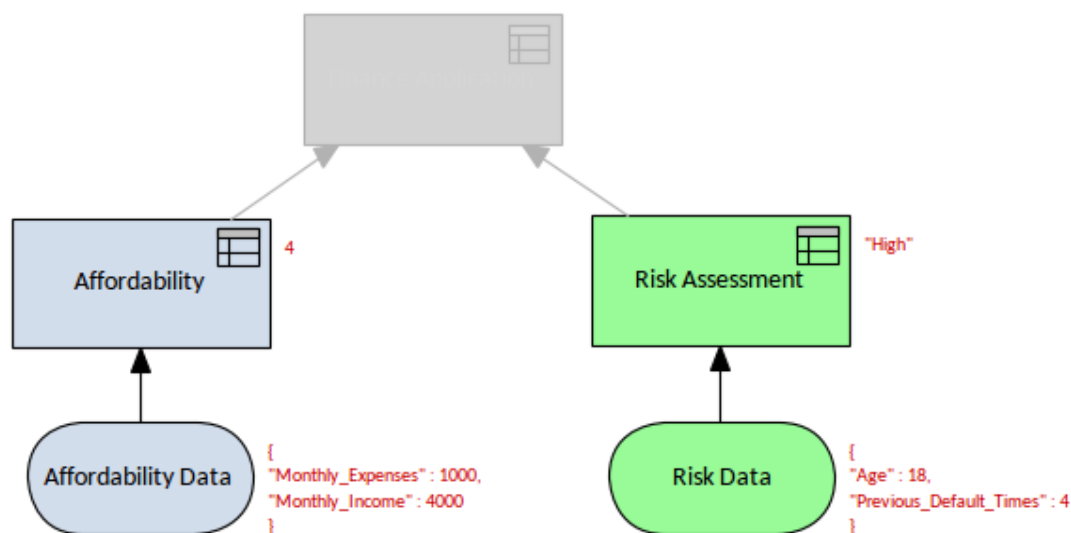 Affordability
4
Risk Assessment
"High"
Affordability Data
{
"Monthly_Expenses" : 1000,
"Monthly_Income" : 4000
}
Risk Data
{
"Age" : 18,
"Previous_Default_Times" : 4
}